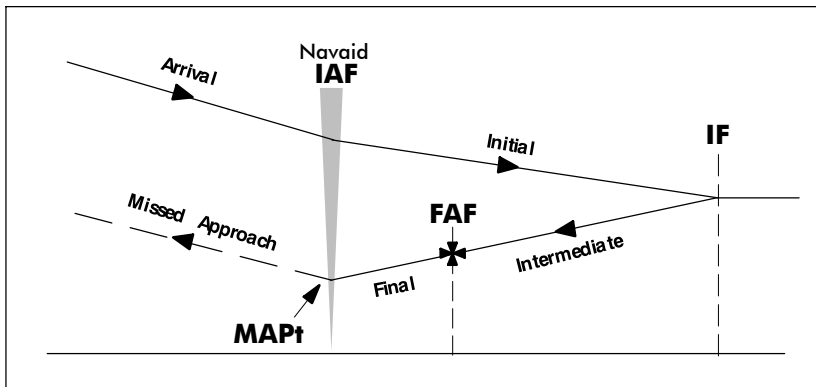 Navaid
IAF
Arrival
Initial
IF
Missed Approach
FAF
Final
Intermediate
MAPt